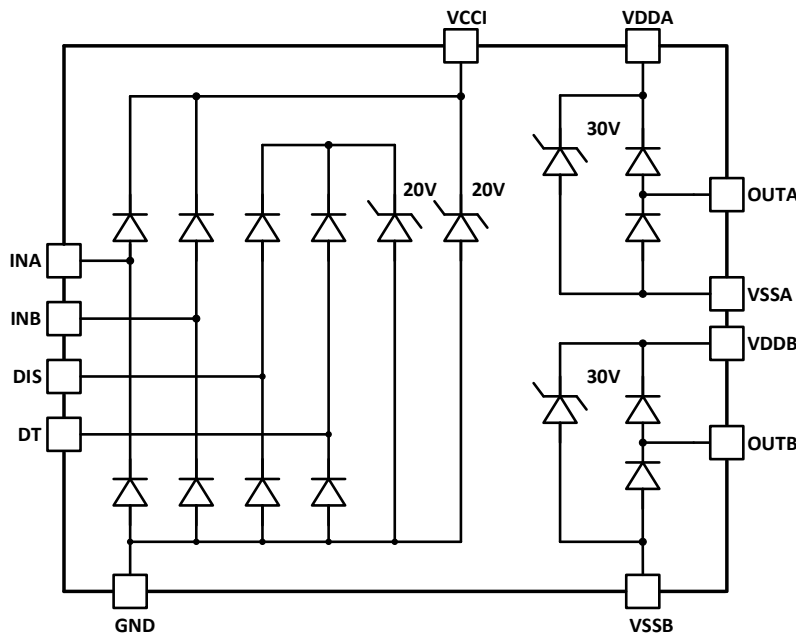 VCCI
VDDA
30V
20V
20V
OUTA
INA
VSSA
INB
VDDB
DIS
30V
DT
OUTB
GND
VSSB